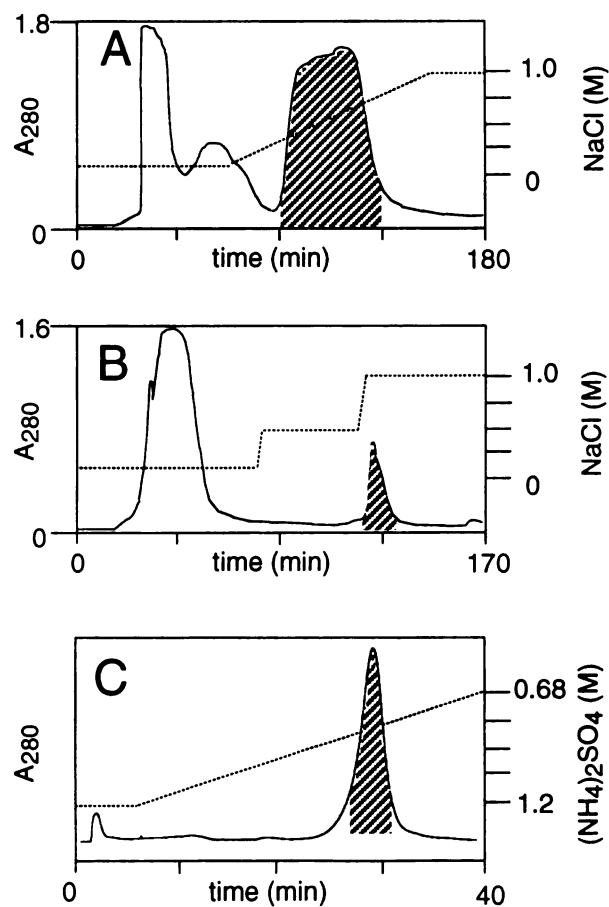 1.8
A
A280
0
1.0
0
NaCl (M)
0
time (min)
180
1.6
B
A280
0
1.0
0
NaCl (M)
0
time (min)
170
C
A280
0.68
1.2
(NH4)2SO4 (M)
0
time (min)
40